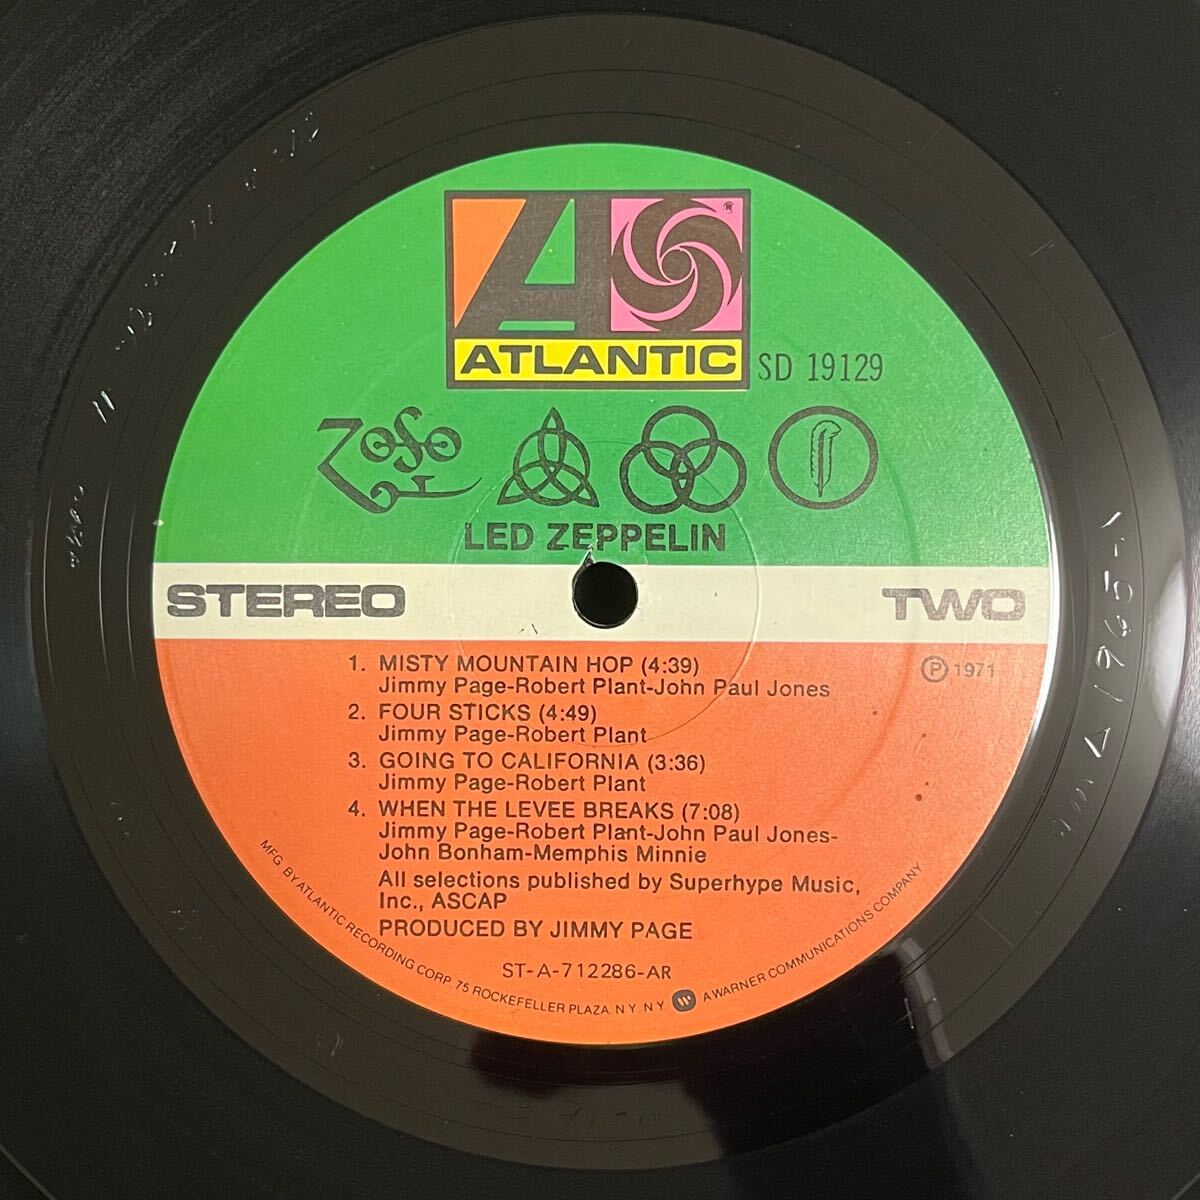 ATLANTIC
®
SD 19129
LED ZEPPELIN
STEREO
TWO
℗ 1971
1. MISTY MOUNTAIN HOP (4:39)
Jimmy Page-Robert Plant-John Paul Jones
2. FOUR STICKS (4:49)
Jimmy Page-Robert Plant
3. GOING TO CALIFORNIA (3:36)
Jimmy Page-Robert Plant
4. WHEN THE LEVEE BREAKS (7:08)
Jimmy Page-Robert Plant-John Paul Jones-
John Bonham-Memphis Minnie
All selections published by Superhype Music,
Inc., ASCAP
PRODUCED BY JIMMY PAGE
ST-A-712286-AR
MFG. BY ATLANTIC RECORDING CORP. 75 ROCKEFELLER PLAZA. N.Y. N.Y. A WARNER COMMUNICATIONS COMPANY